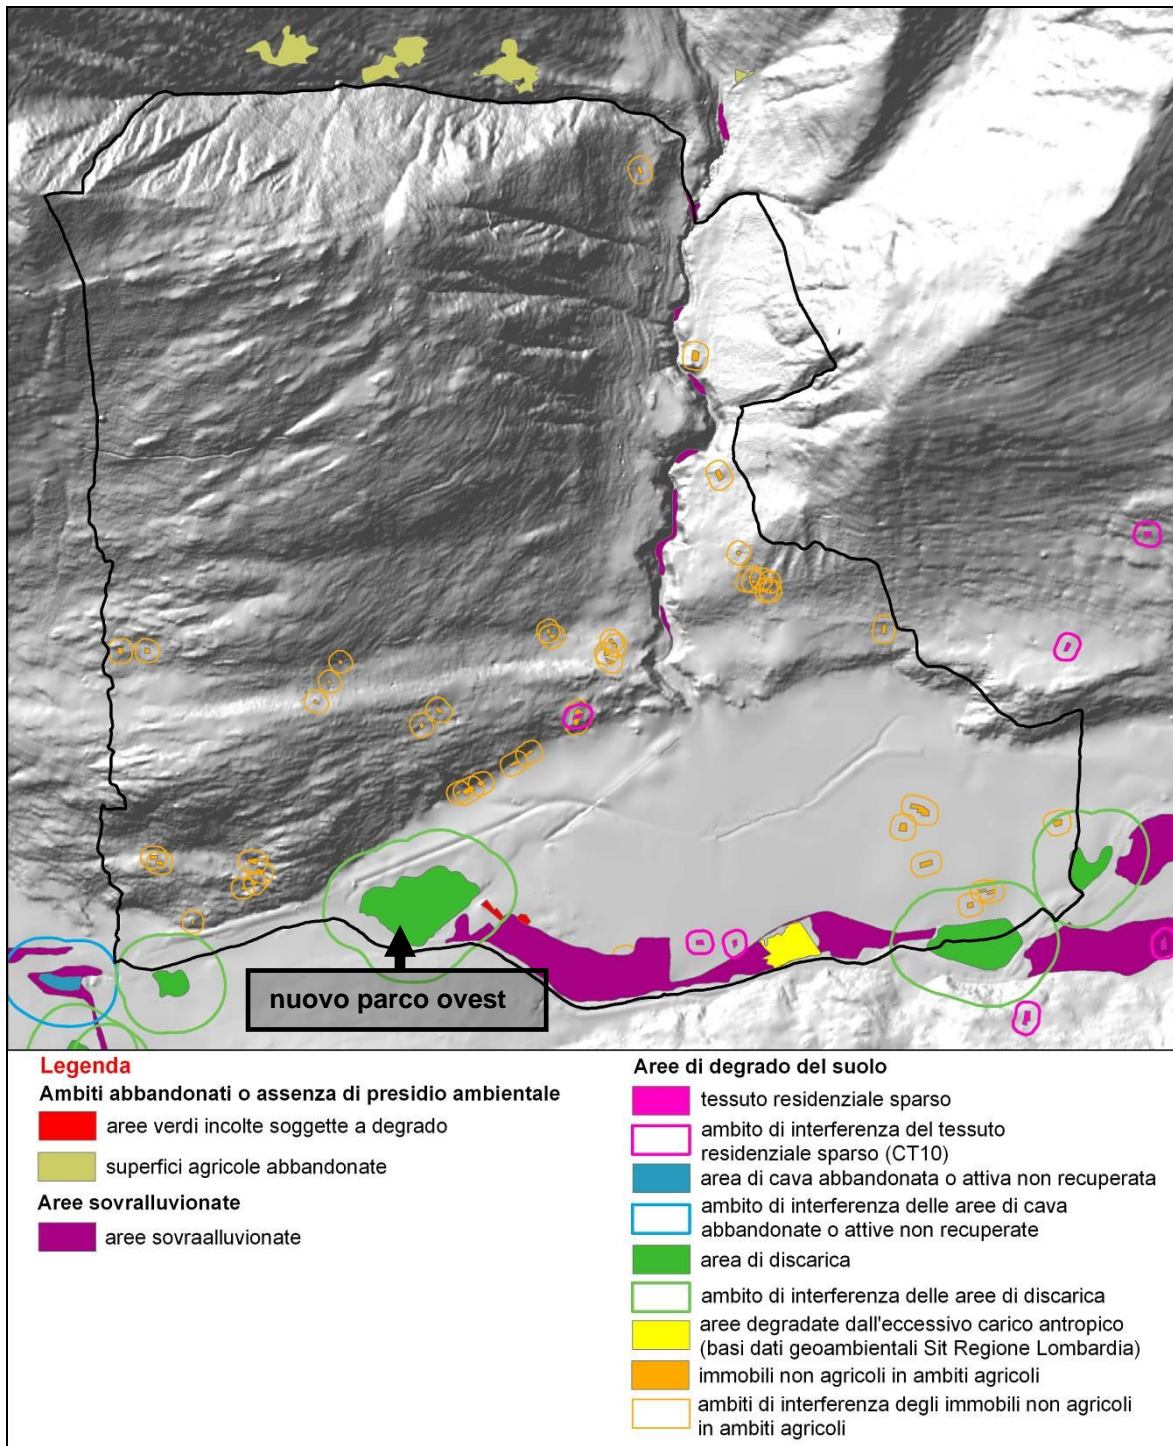 nuovo parco ovest
Legenda
Ambiti abbandonati o assenza di presidio ambientale
aree verdi incolte soggette a degrado
superfici agricole abbandonate
Aree sovralluvionate
aree sovraalluvionate
Aree di degrado del suolo
tessuto residenziale sparso
ambito di interferenza del tessuto
residenziale sparso (CT10)
area di cava abbandonata o attiva non recuperata
ambito di interferenza delle aree di cava
abbandonate o attive non recuperate
area di discarica
ambito di interferenza delle aree di discarica
aree degradate dall'eccessivo carico antropico
(basi dati geoambientali Sit Regione Lombardia)
immobili non agricoli in ambiti agricoli
ambiti di interferenza degli immobili non agricoli
in ambiti agricoli